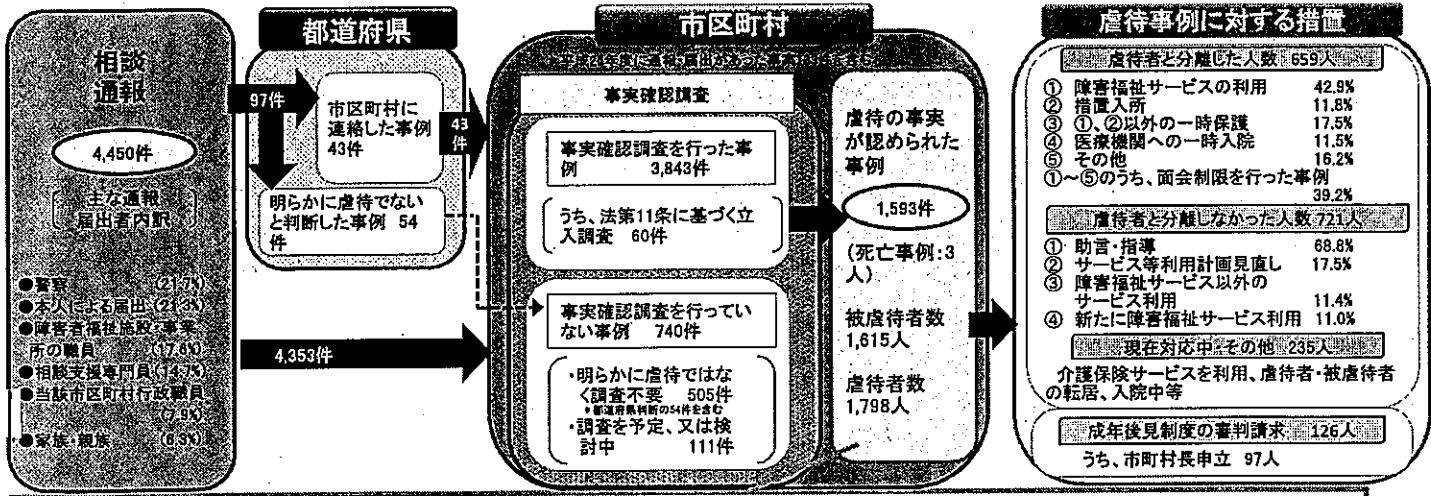 相談
通報
4,450件
主な通報
届出者内訳
●警察 (21.7%)
●本人による届出 (21.3%)
●障害者福祉施設・事業
所の職員 (17.6%)
●相談支援専門員 (14.7%)
●当該市区町村行政職員
(7.9%)
●家族・親族 (6.3%)
都道府県
97件
市区町村に
連絡した事例
43件
明らかに虐待でない
と判断した事例 54
件
43
件
4,353件
市区町村
事実確認調査
事実確認調査を行った事
例 3,843件
うち、法第11条に基づく立
入調査 60件
事実確認調査を行ってい
ない事例 740件
・明らかに虐待ではな
く調査不要 505件
*都道府県判断の54件を含む
・調査を予定、又は検
討中 111件
虐待の事実
が認められた
事例
1,593件
(死亡事例:3
人)
被虐待者数
1,615人
虐待者数
1,798人
虐待事例に対する措置
虐待者と分離した人数 659人
① 障害福祉サービスの利用 42.9%
② 措置入所 11.8%
③ ①、②以外の一時保護 17.5%
④ 医療機関への一時入院 11.5%
⑤ その他 16.2%
①~⑤のうち、面会制限を行った事例
39.2%
虐待者と分離しなかった人数 721人
① 助言・指導 68.8%
② サービス等利用計画見直し 17.5%
③ 障害福祉サービス以外の
サービス利用 11.4%
④ 新たに障害福祉サービス利用 11.0%
現在対応中・その他 235人
介護保険サービスを利用、虐待者・被虐待者
の転居、入院中等
成年後見制度の審判請求 126人
うち、市町村長申立 97人